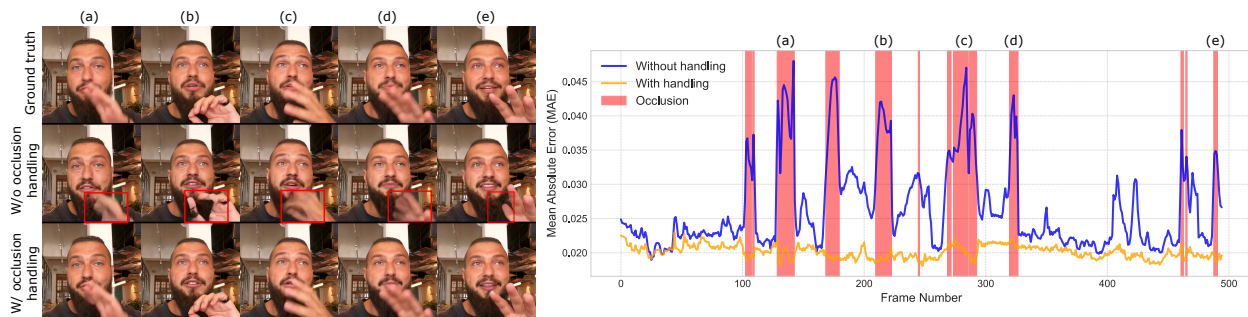 (a) (b) (c) (d) (e)
Ground truth
W/o occlusion
handling
W/ occlusion
handling
(a) (b) (c) (d) (e)
Without handling
With handling
Occlusion
Mean Absolute Error (MAE)
0.045
0.040
0.035
0.030
0.025
0.020
0 100 200 300 400 500
Frame Number